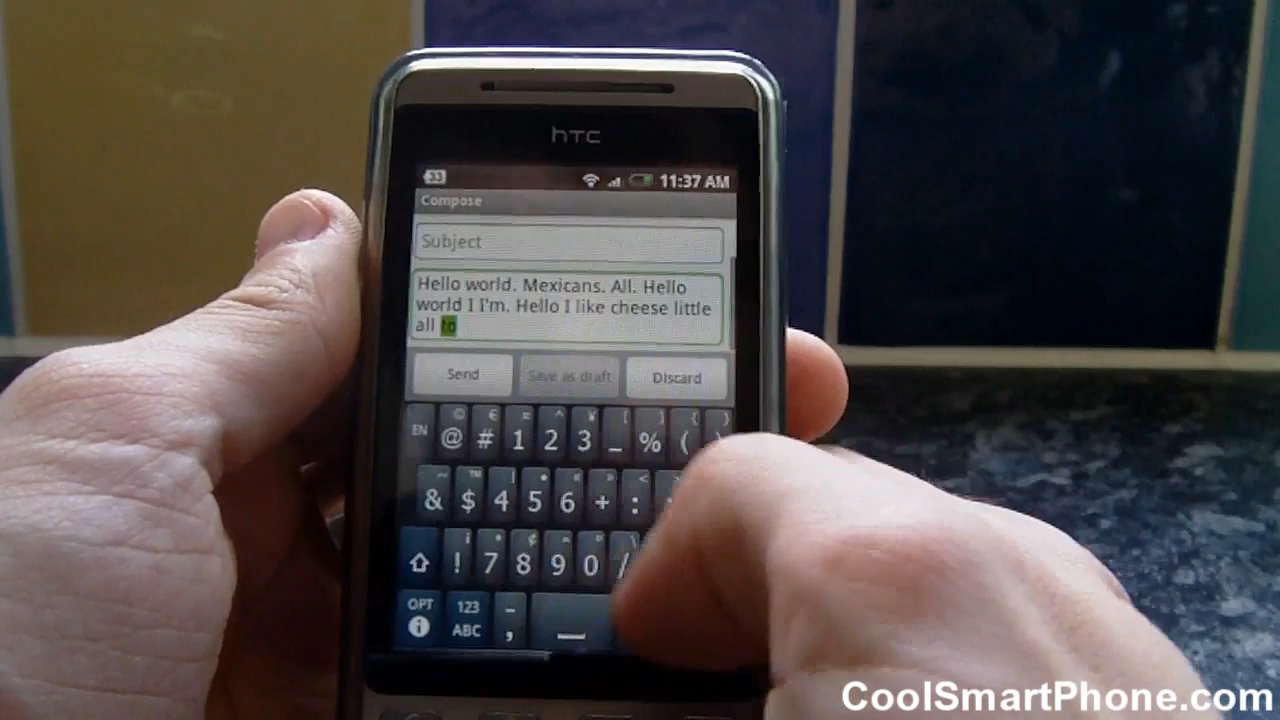 hTC
33
11:37 AM
Compose
Subject
Hello world. Mexicans. All. Hello
world I I'm. Hello I like cheese little
all to
Send Save as draft Discard
EN @ # 1 2 3 _ % (
& $ 4 5 6 + :
! 7 8 9 0 /
OPT 123 ABC ,
CoolSmartPhone.com